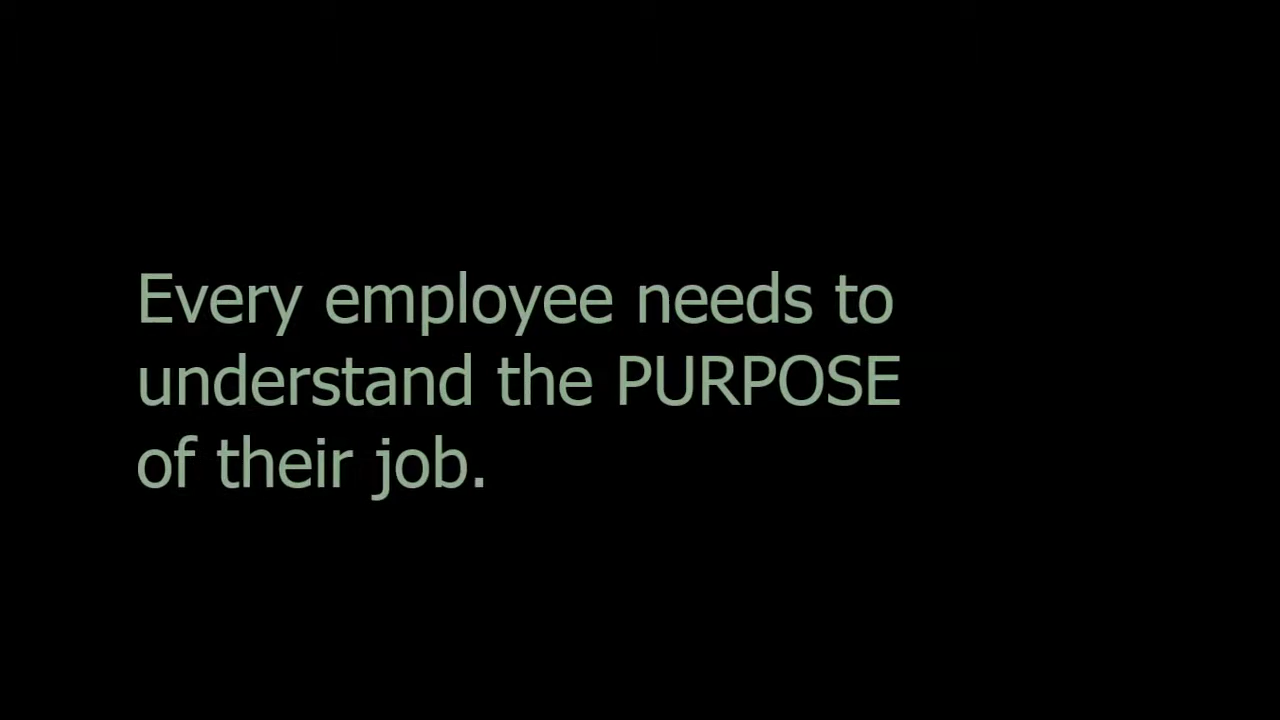 Every employee needs to
understand the PURPOSE
of their job.